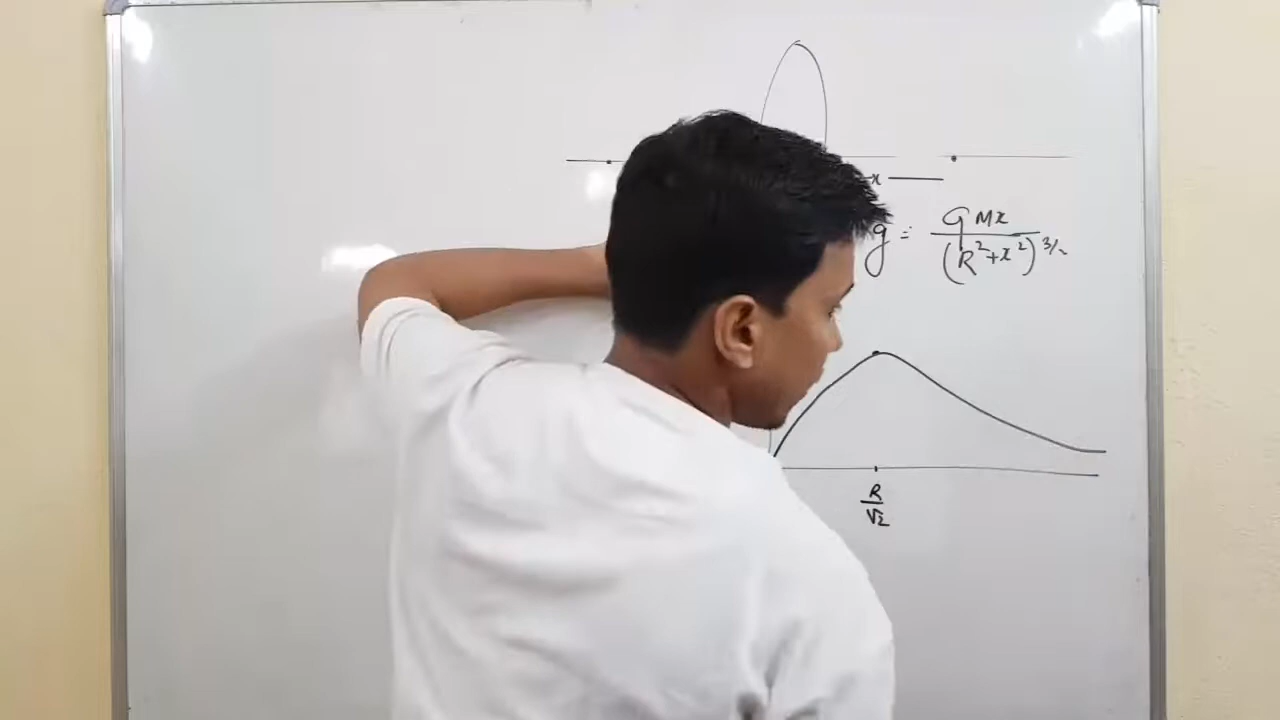 x
g = GMx / (R²+x²)^3/2
R/√2